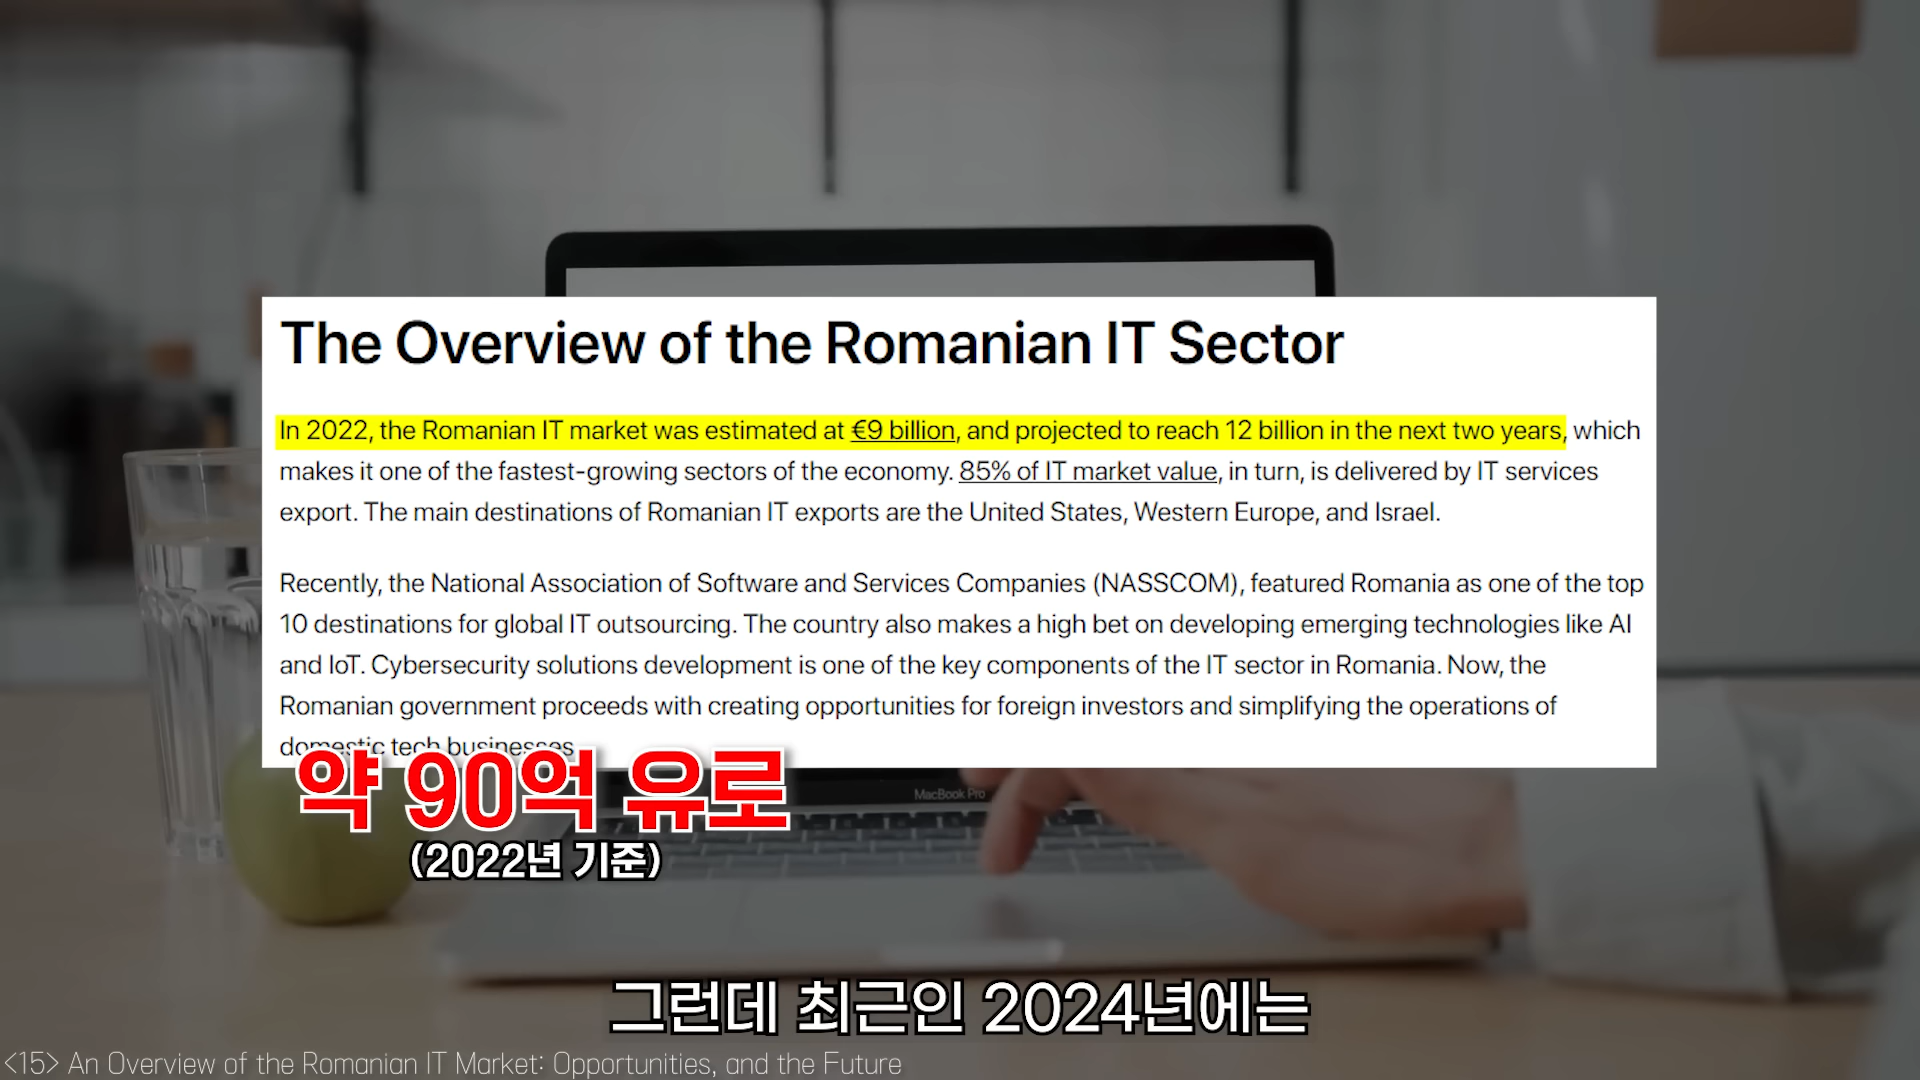 The Overview of the Romanian IT Sector
In 2022, the Romanian IT market was estimated at €9 billion, and projected to reach 12 billion in the next two years, which
makes it one of the fastest-growing sectors of the economy. 85% of IT market value, in turn, is delivered by IT services
export. The main destinations of Romanian IT exports are the United States, Western Europe, and Israel.
Recently, the National Association of Software and Services Companies (NASSCOM), featured Romania as one of the top
10 destinations for global IT outsourcing. The country also makes a high bet on developing emerging technologies like AI
and IoT. Cybersecurity solutions development is one of the key components of the IT sector in Romania. Now, the
Romanian government proceeds with creating opportunities for foreign investors and simplifying the operations of
domestic tech businesses
약 90억 유로
(2022년 기준)
MacBook Pro
그런데 최근인 2024년에는
<15> An Overview of the Romanian IT Market: Opportunities, and the Future